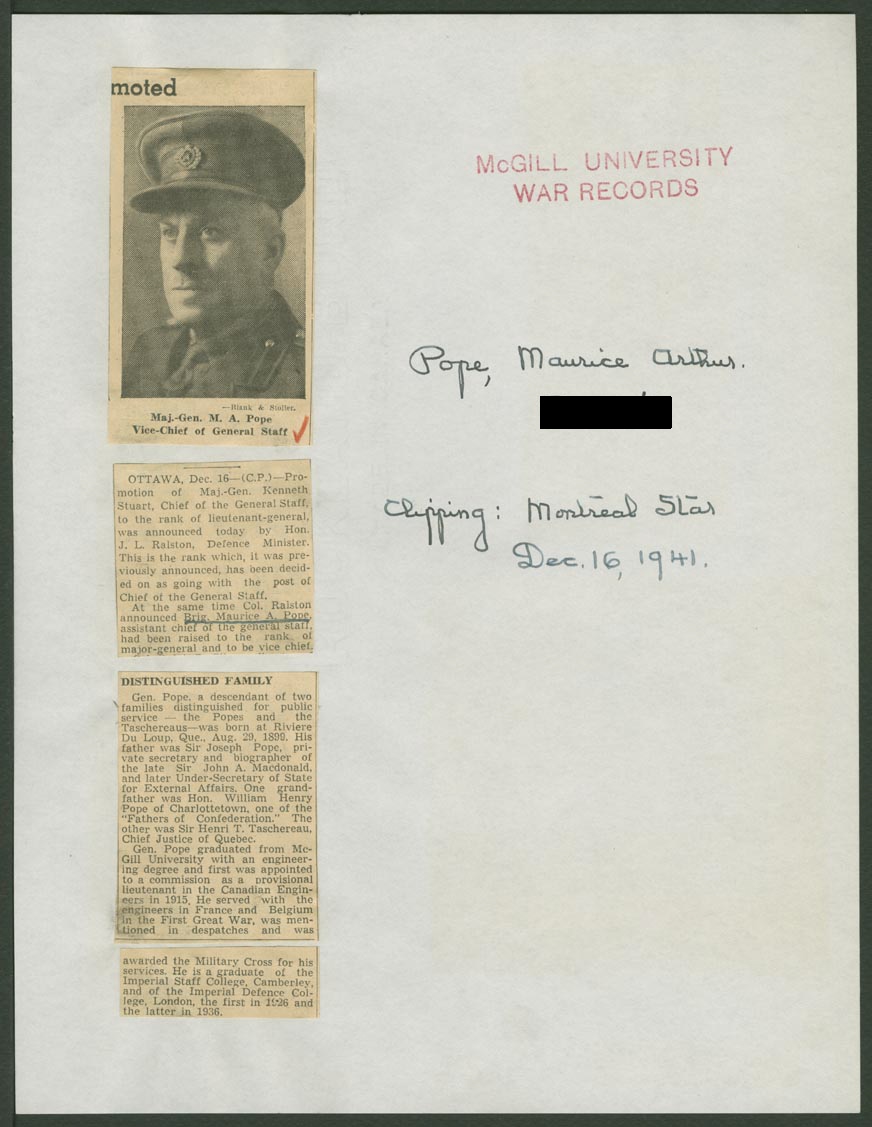 moted
—Blank & Stoller.
Maj.-Gen. M. A. Pope
Vice-Chief of General Staff
OTTAWA, Dec. 16—(C.P.)—Pro-
motion of Maj.-Gen. Kenneth
Stuart, Chief of the General Staff,
to the rank of lieutenant-general,
was announced today by Hon.
J. L. Ralston, Defence Minister.
This is the rank which, it was pre-
viously announced, has been decid-
ed on as going with the post of
Chief of the General Staff.
At the same time Col. Ralston
announced Brig. Maurice A. Pope,
assistant chief of the general staff,
had been raised to the rank of
major-general and to be vice chief.
DISTINGUISHED FAMILY
Gen. Pope, a descendant of two
families distinguished for public
service — the Popes and the
Taschereaus—was born at Riviere
Du Loup, Que., Aug. 29, 1899. His
father was Sir Joseph Pope, pri-
vate secretary and biographer of
the late Sir John A. Macdonald,
and later Under-Secretary of State
for External Affairs. One grand-
father was Hon. William Henry
Pope of Charlottetown, one of the
"Fathers of Confederation." The
other was Sir Henri T. Taschereau,
Chief Justice of Quebec.
Gen. Pope graduated from Mc-
Gill University with an engineer-
ing degree and first was appointed
to a commission as a provisional
lieutenant in the Canadian Engin-
eers in 1915. He served with the
engineers in France and Belgium
in the First Great War, was men-
tioned in despatches and was
awarded the Military Cross for his
services. He is a graduate of the
Imperial Staff College, Camberley,
and of the Imperial Defence Col-
lege, London, the first in 1926 and
the latter in 1936.
McGILL UNIVERSITY
WAR RECORDS
Pope, Maurice Arthur.
Clipping: Montreal Star
Dec. 16, 1941.